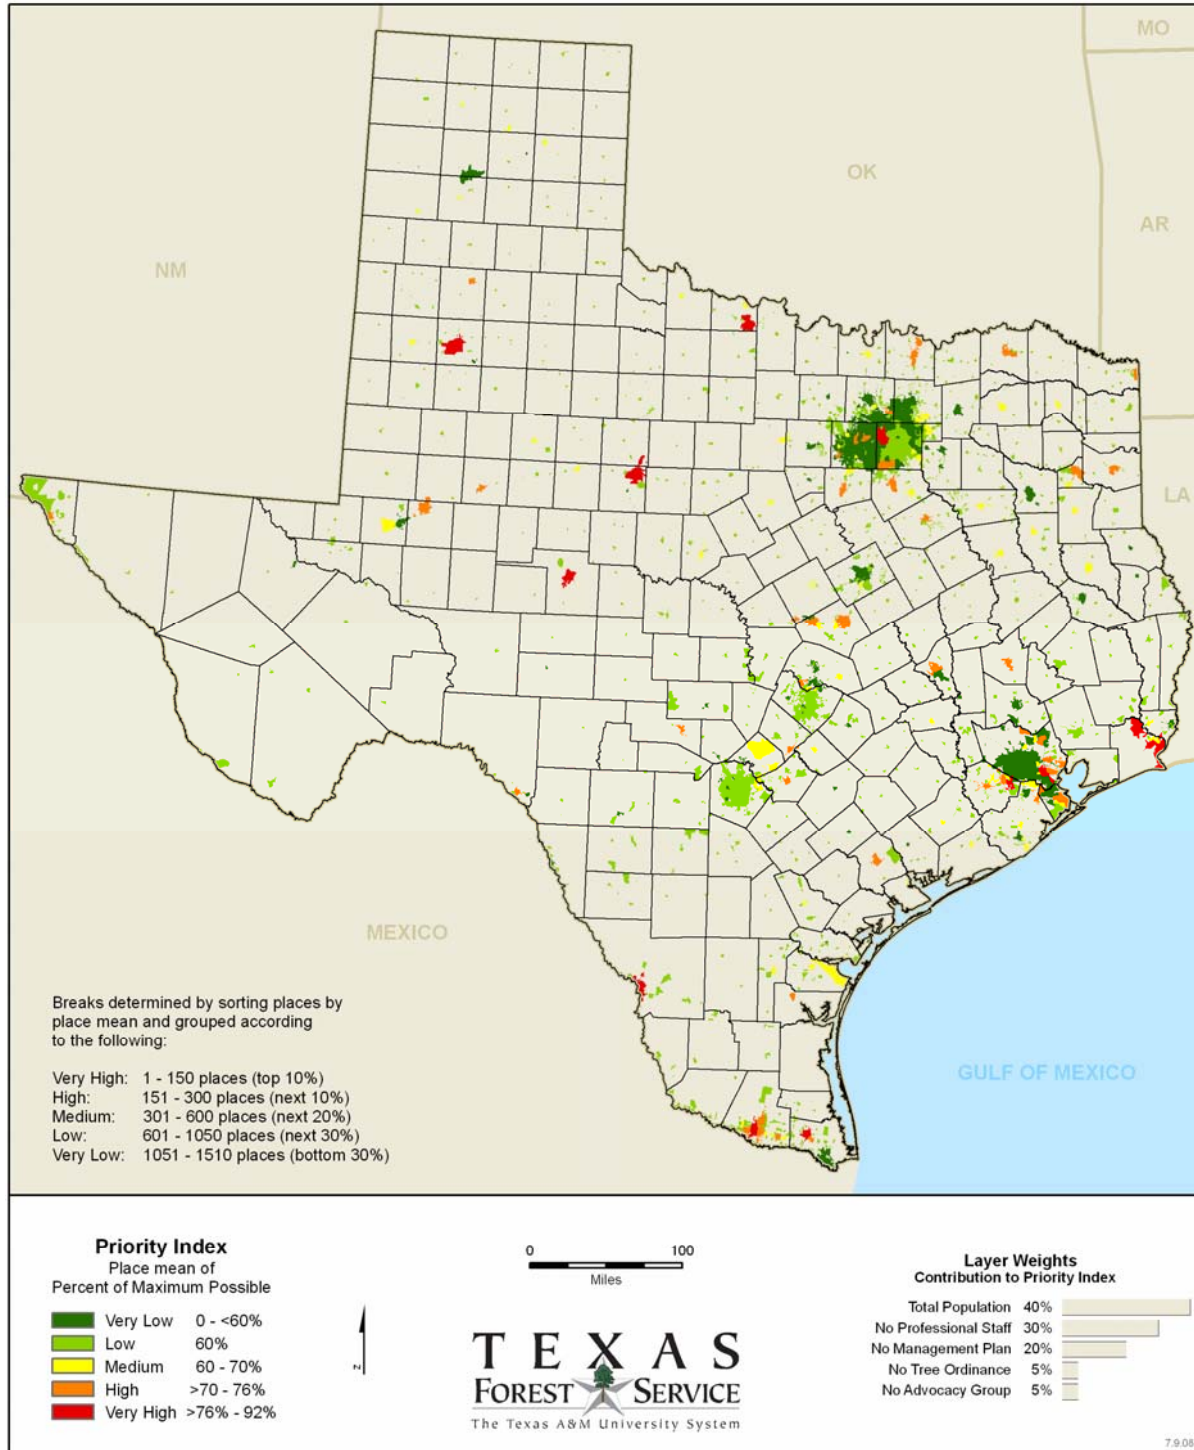 MO
OK
AR
NM
LA
MEXICO
GULF OF MEXICO
Breaks determined by sorting places by
place mean and grouped according
to the following:
Very High: 1 - 150 places (top 10%)
High: 151 - 300 places (next 10%)
Medium: 301 - 600 places (next 20%)
Low: 601 - 1050 places (next 30%)
Very Low: 1051 - 1510 places (bottom 30%)
Priority Index
Place mean of
Percent of Maximum Possible
Very Low 0 - <60%
Low 60%
Medium 60 - 70%
High >70 - 76%
Very High >76% - 92%
N
0 100
Miles
TEXAS
FOREST SERVICE
The Texas A&M University System
Layer Weights
Contribution to Priority Index
Total Population 40%
No Professional Staff 30%
No Management Plan 20%
No Tree Ordinance 5%
No Advocacy Group 5%
7.9.08